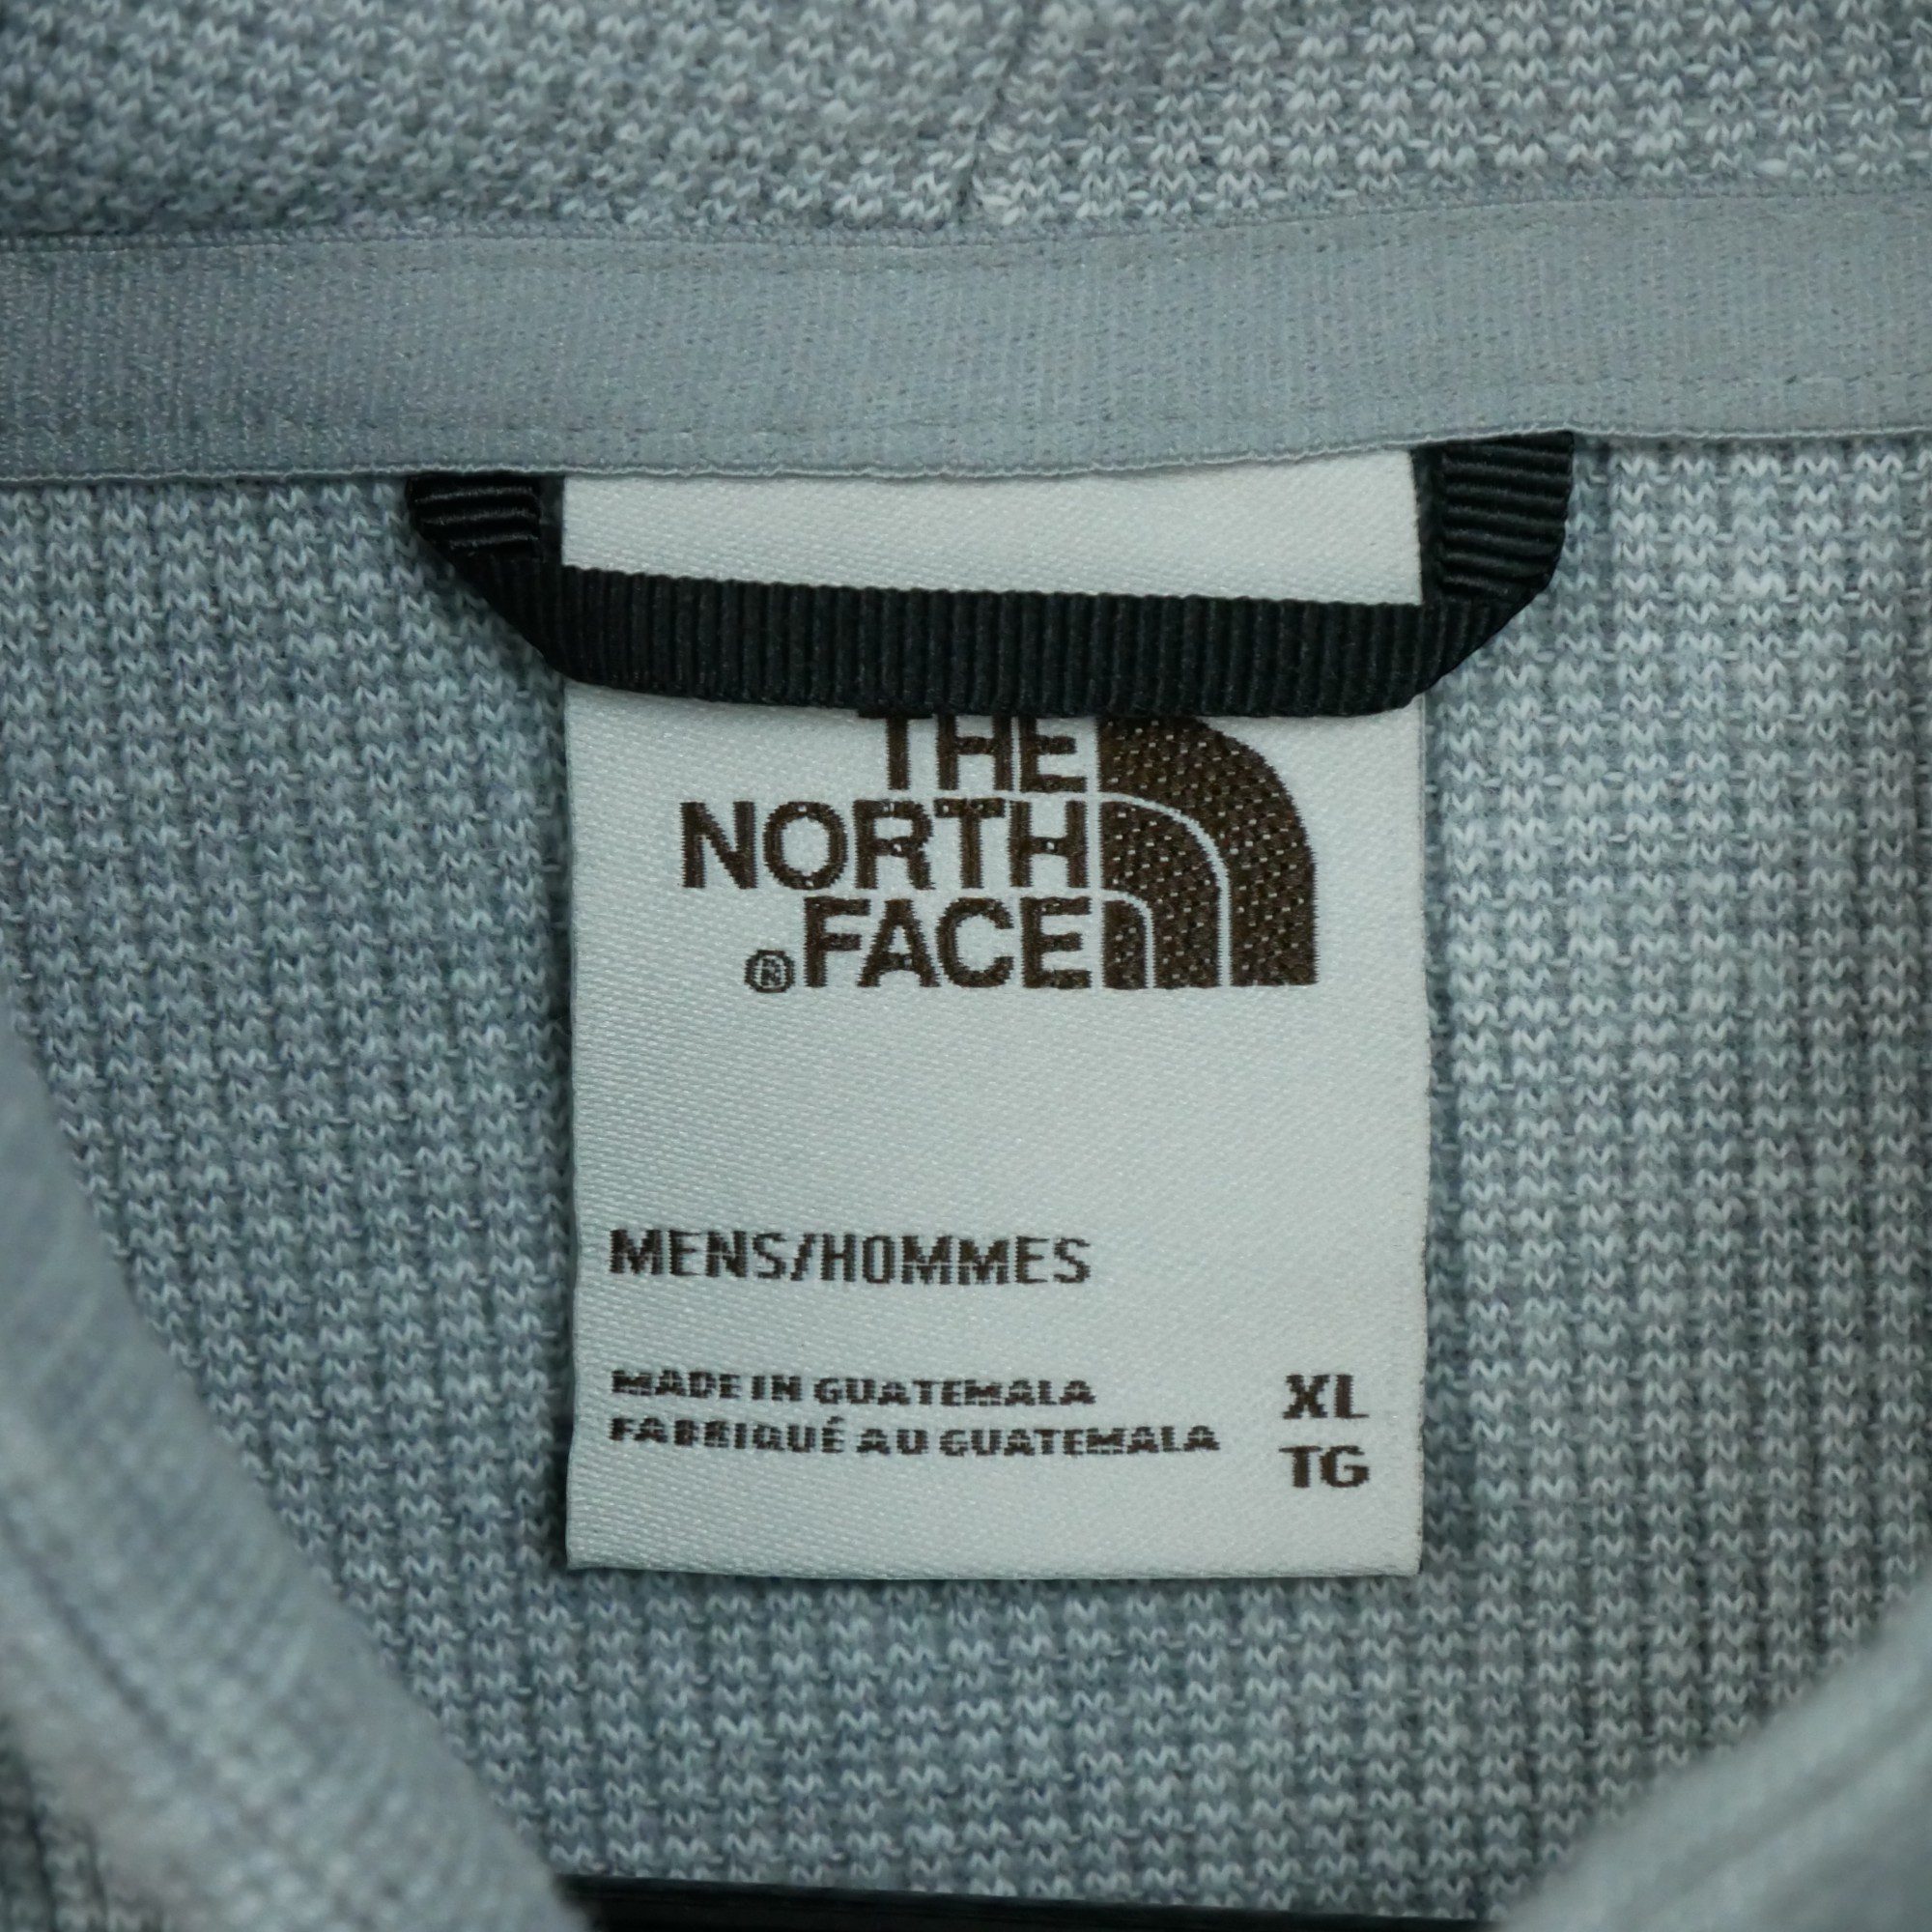 THE
NORTH
® FACE
MENS/HOMMES
MADE IN GUATEMALA
FABRIQUÉ AU GUATEMALA
XL
TG